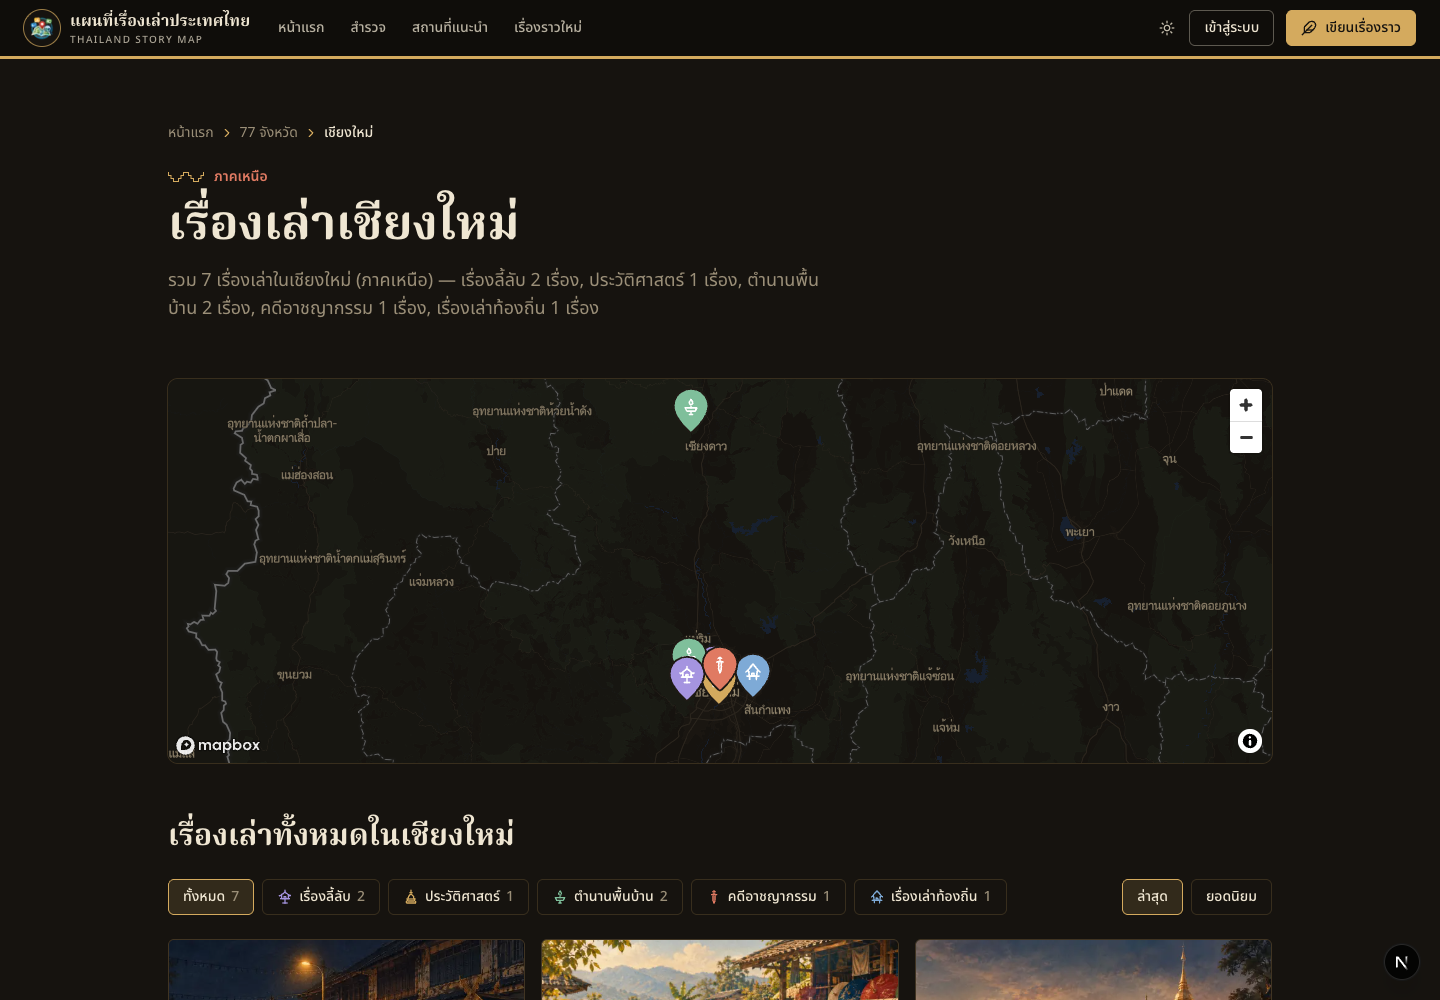 แผนที่เรื่องเล่าประเทศไทย
THAILAND STORY MAP
หน้าแรก สำรวจ สถานที่แนะนำ เรื่องราวใหม่
เข้าสู่ระบบ เขียนเรื่องราว
หน้าแรก > 77 จังหวัด > เชียงใหม่
ภาคเหนือ
เรื่องเล่าเชียงใหม่
รวม 7 เรื่องเล่าในเชียงใหม่ (ภาคเหนือ) — เรื่องลี้ลับ 2 เรื่อง, ประวัติศาสตร์ 1 เรื่อง, ตำนานพื้น
บ้าน 2 เรื่อง, คดีอาชญากรรม 1 เรื่อง, เรื่องเล่าท้องถิ่น 1 เรื่อง
ป่าแดด
อุทยานแห่งชาติห้วยน้ำดัง
อุทยานแห่งชาติถ้ำปลา-
น้ำตกผาเสื่อ
เชียงดาว
อุทยานแห่งชาติดอยหลวง
ปาย
จุน
แม่ฮ่องสอน
พะเยา
วังเหนือ
อุทยานแห่งชาติน้ำตกแม่สุรินทร์
แจ่มหลวง
อุทยานแห่งชาติดอยภูนาง
ขุนยวม
อุทยานแห่งชาติแจ้ซ้อน
สันกำแพง
งาว
แจ้ห่ม
mapbox
เรื่องเล่าทั้งหมดในเชียงใหม่
ทั้งหมด 7 เรื่องลี้ลับ 2 ประวัติศาสตร์ 1 ตำนานพื้นบ้าน 2 คดีอาชญากรรม 1 เรื่องเล่าท้องถิ่น 1 ล่าสุด ยอดนิยม